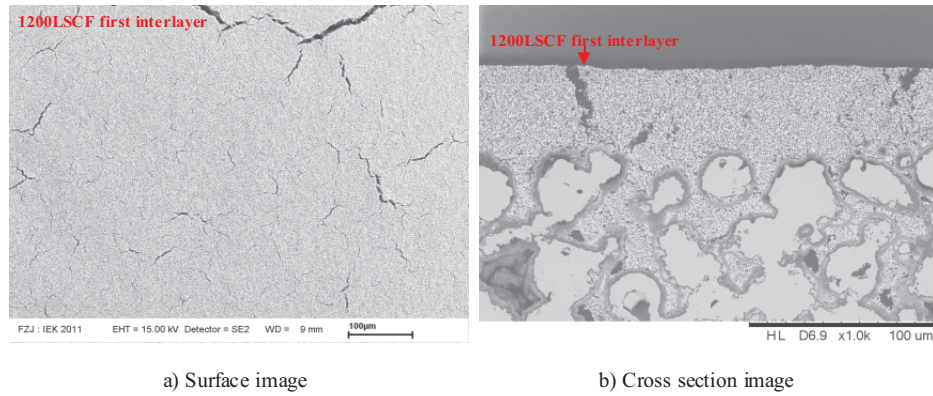 1200LSCF first interlayer
FZJ : IEK 2011 EHT = 15.00 kV Detector = SE2 WD = 9 mm 100µm
a) Surface image
1200LSCF first interlayer
HL D6.9 x1.0k 100 um
b) Cross section image